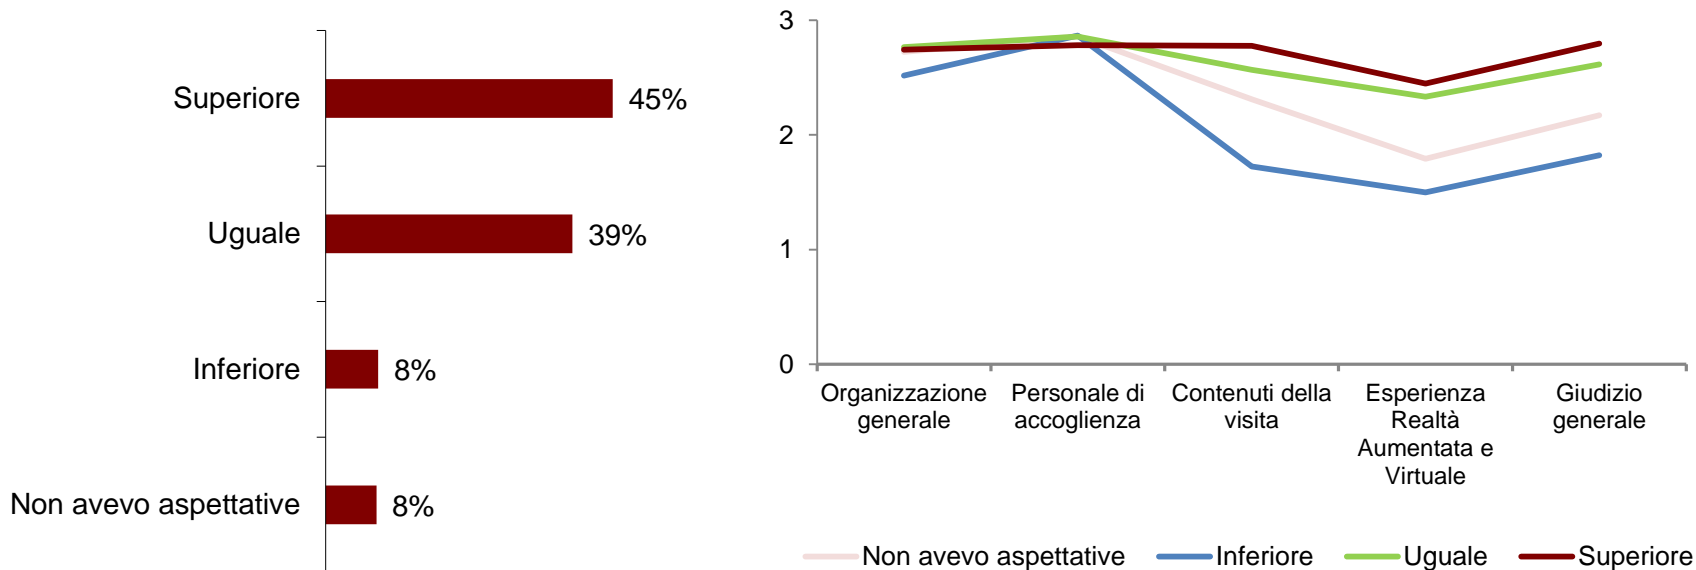 Superiore
45%
Uguale
39%
Inferiore
8%
Non avevo aspettative
8%
3
2
1
0
Organizzazione
generale
Personale di
accoglienza
Contenuti della
visita
Esperienza
Realtà
Aumentata e
Virtuale
Giudizio
generale
Non avevo aspettative
Inferiore
Uguale
Superiore